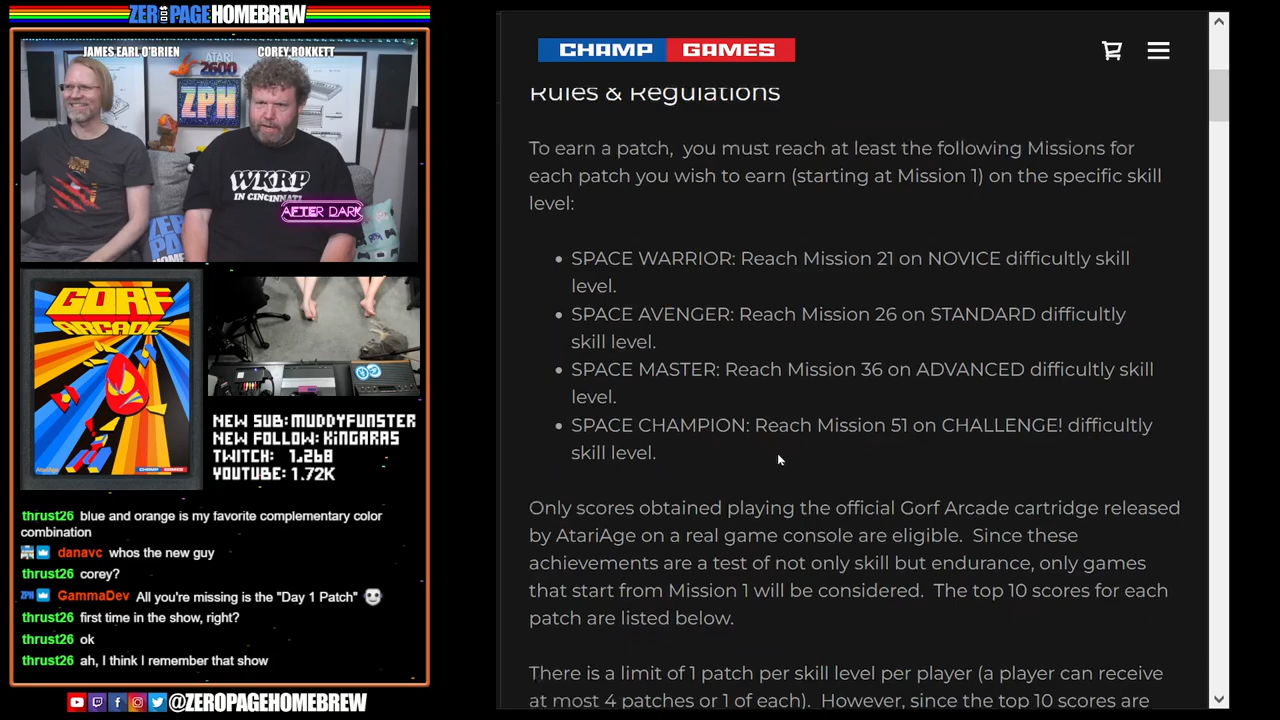 ZERO PAGE HOMEBREW
JAMES EARL O'BRIEN
COREY ROKKETT
ATARI
2600
ZPH
WKRP
IN CINCINNATI
AFTER DARK
ZERO
PAGE
GORF
ARCADE
AtariAge
CHAMP GAMES
NEW SUB: MUDDYFUNSTER
NEW FOLLOW: KINGARAS
TWITCH: 1,268
YOUTUBE: 1.72K
thrust26 blue and orange is my favorite complementary color
combination
danavc whos the new guy
thrust26 corey?
ZPH GammaDev All you're missing is the "Day 1 Patch"
thrust26 first time in the show, right?
thrust26 ok
thrust26 ah, I think I remember that show
@ZEROPAGEHOMEBREW
CHAMP GAMES
Rules & Regulations
To earn a patch,  you must reach at least the following Missions for
each patch you wish to earn (starting at Mission 1) on the specific skill
level:
• SPACE WARRIOR: Reach Mission 21 on NOVICE difficultly skill
level.
• SPACE AVENGER: Reach Mission 26 on STANDARD difficultly
skill level.
• SPACE MASTER: Reach Mission 36 on ADVANCED difficultly skill
level.
• SPACE CHAMPION: Reach Mission 51 on CHALLENGE! difficultly
skill level.
Only scores obtained playing the official Gorf Arcade cartridge released
by AtariAge on a real game console are eligible.  Since these
achievements are a test of not only skill but endurance, only games
that start from Mission 1 will be considered.  The top 10 scores for each
patch are listed below.
There is a limit of 1 patch per skill level per player (a player can receive
at most 4 patches or 1 of each).  However, since the top 10 scores are